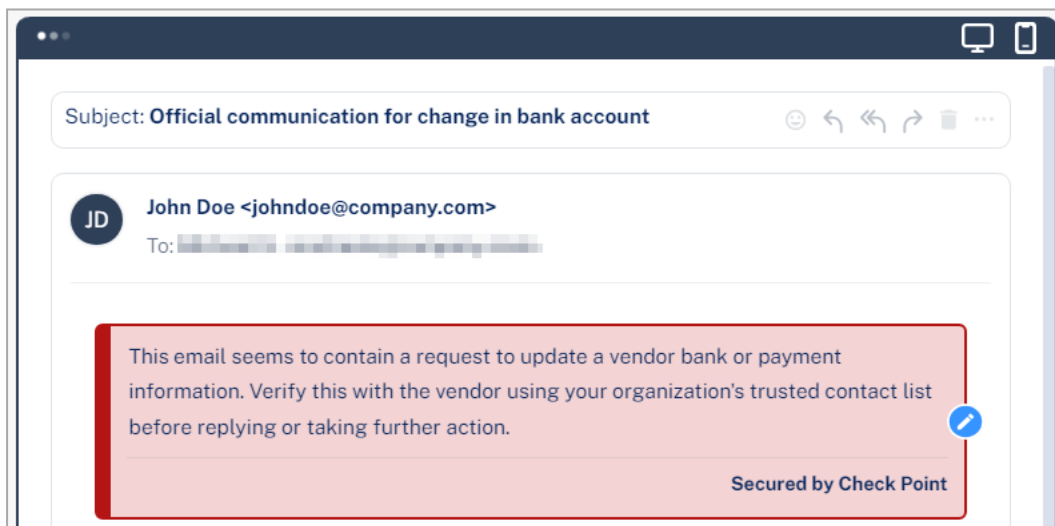 Subject: Official communication for change in bank account
JD
John Doe <johndoe@company.com>
To:
This email seems to contain a request to update a vendor bank or payment
information. Verify this with the vendor using your organization's trusted contact list
before replying or taking further action.
Secured by Check Point